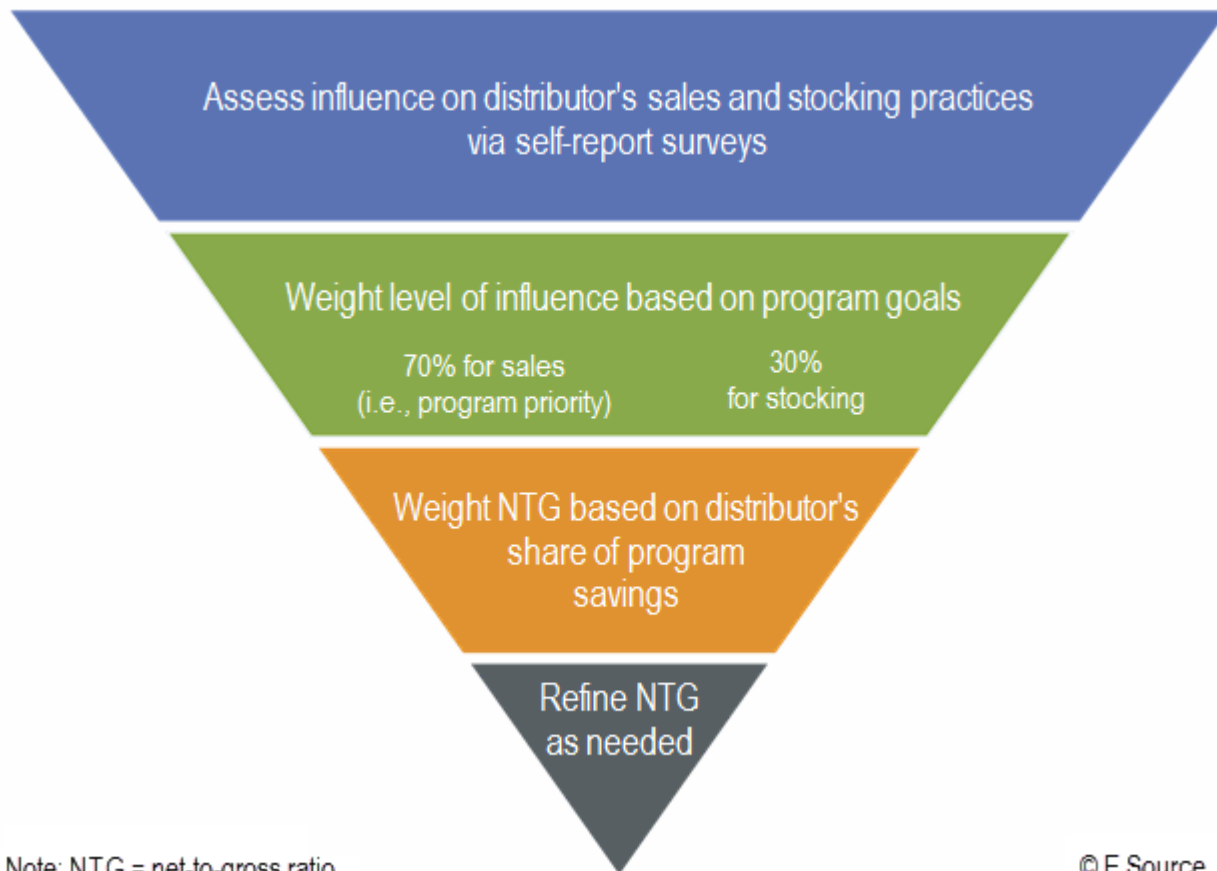 Assess influence on distributor's sales and stocking practices
via self-report surveys
Weight level of influence based on program goals
70% for sales
(i.e., program priority)
30%
for stocking
Weight NTG based on distributor's
share of program
savings
Refine NTG
as needed
Note: NTG = net-to-gross ratio
© E Source